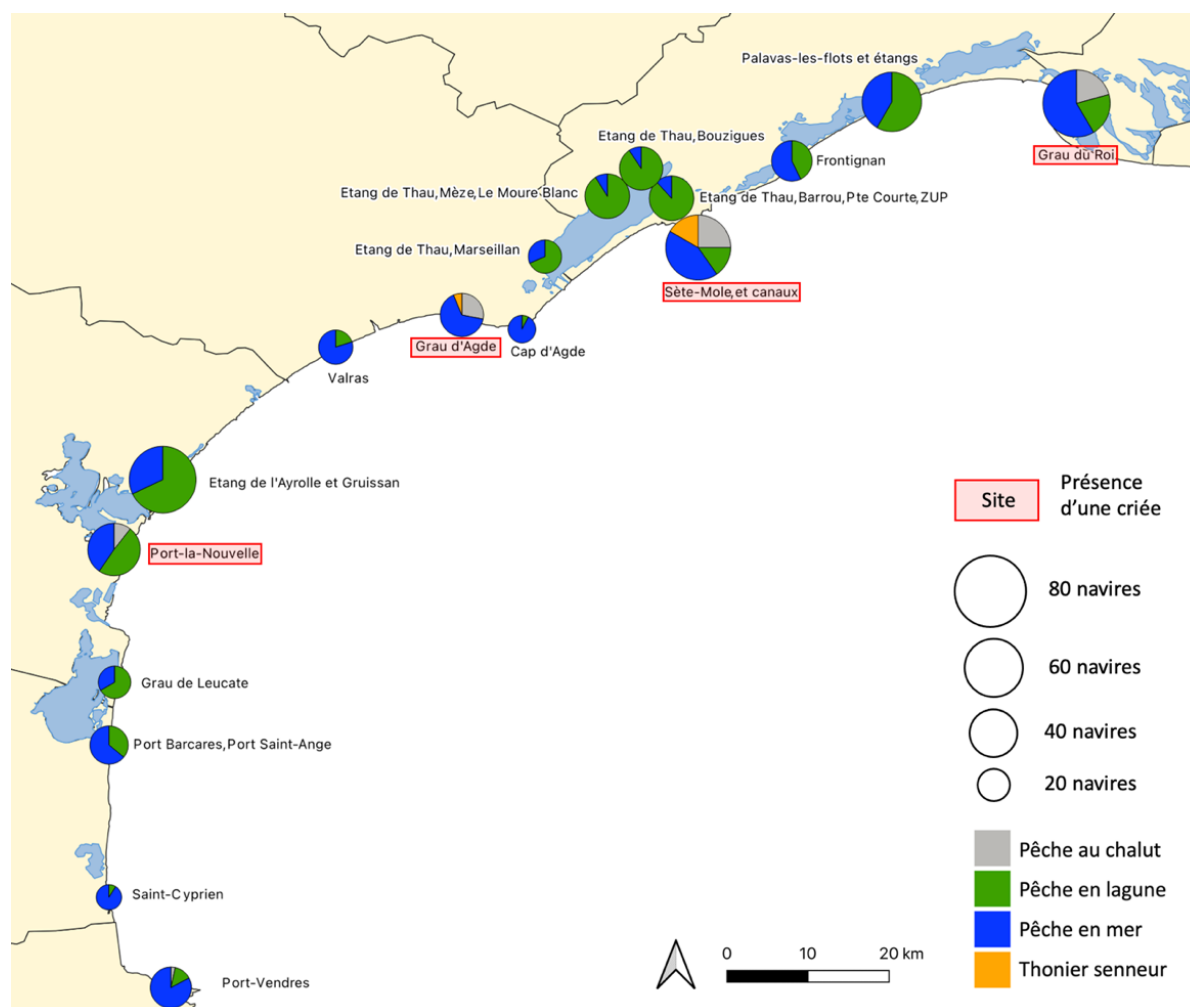 Palavas-les-flots et étangs
Grau du Roi
Etang de Thau,Bouzigues
Frontignan
Etang de Thau,Mèze,Le Moure Blanc
Etang de Thau,Barrou,Pte Courte,ZUP
Etang de Thau,Marseillan
Sète-Mole,et canaux
Grau d'Agde
Cap d'Agde
Valras
Etang de l'Ayrolle et Gruissan
Port-la-Nouvelle
Grau de Leucate
Port Barcares,Port Saint-Ange
Saint-Cyprien
Port-Vendres
Site
Présence
d'une criée
80 navires
60 navires
40 navires
20 navires
Pêche au chalut
Pêche en lagune
Pêche en mer
Thonier senneur
0 10 20 km